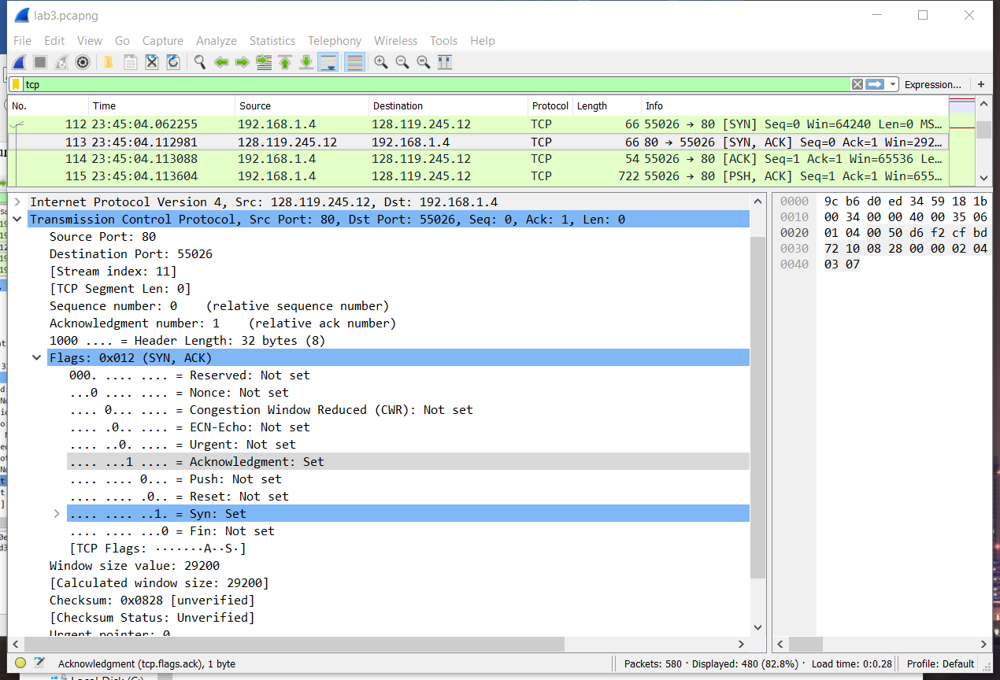 lab3.pcapng
File Edit View Go Capture Analyze Statistics Telephony Wireless Tools Help
tcp Expression... +
No. Time Source Destination Protocol Length Info
112 23:45:04.062255 192.168.1.4 128.119.245.12 TCP 66 55026 → 80 [SYN] Seq=0 Win=64240 Len=0 MS…
113 23:45:04.112981 128.119.245.12 192.168.1.4 TCP 66 80 → 55026 [SYN, ACK] Seq=0 Ack=1 Win=292…
114 23:45:04.113088 192.168.1.4 128.119.245.12 TCP 54 55026 → 80 [ACK] Seq=1 Ack=1 Win=65536 Le…
115 23:45:04.113604 192.168.1.4 128.119.245.12 TCP 722 55026 → 80 [PSH, ACK] Seq=1 Ack=1 Win=655…
Internet Protocol Version 4, Src: 128.119.245.12, Dst: 192.168.1.4
Transmission Control Protocol, Src Port: 80, Dst Port: 55026, Seq: 0, Ack: 1, Len: 0
Source Port: 80
Destination Port: 55026
[Stream index: 11]
[TCP Segment Len: 0]
Sequence number: 0    (relative sequence number)
Acknowledgment number: 1    (relative ack number)
1000 .... = Header Length: 32 bytes (8)
Flags: 0x012 (SYN, ACK)
000. .... .... = Reserved: Not set
...0 .... .... = Nonce: Not set
.... 0... .... = Congestion Window Reduced (CWR): Not set
.... .0.. .... = ECN-Echo: Not set
.... ..0. .... = Urgent: Not set
.... ...1 .... = Acknowledgment: Set
.... .... 0... = Push: Not set
.... .... .0.. = Reset: Not set
.... .... ..1. = Syn: Set
.... .... ...0 = Fin: Not set
[TCP Flags: ·······A··S·]
Window size value: 29200
[Calculated window size: 29200]
Checksum: 0x0828 [unverified]
[Checksum Status: Unverified]
Urgent pointer: 0
0000 9c b6 d0 ed 34 59 18 1b
0010 00 34 00 00 40 00 35 06
0020 01 04 00 50 d6 f2 cf bd
0030 72 10 08 28 00 00 02 04
0040 03 07
Acknowledgment (tcp.flags.ack), 1 byte
Packets: 580 · Displayed: 480 (82.8%) · Load time: 0:0.28
Profile: Default
Local Disk (C:)